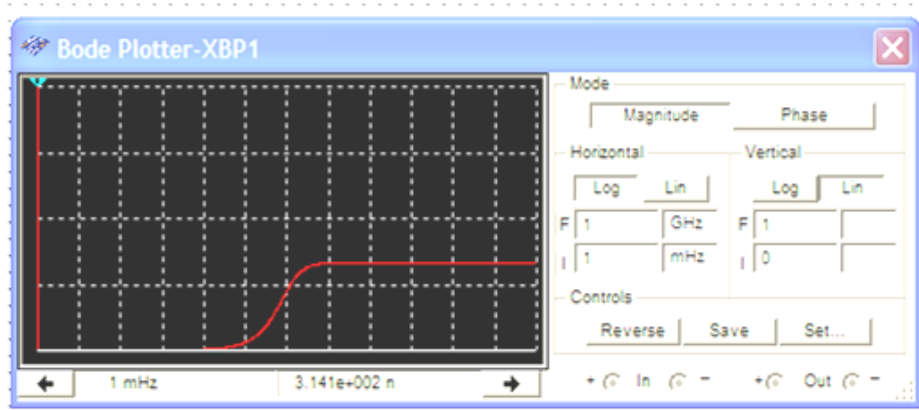 Bode Plotter-XBP1
Mode
Magnitude Phase
Horizontal Vertical
Log Lin Log Lin
F 1 GHz F 1
I 1 mHz I 0
Controls
Reverse Save Set...
1 mHz 3.141e+002 n
+ In - + Out -